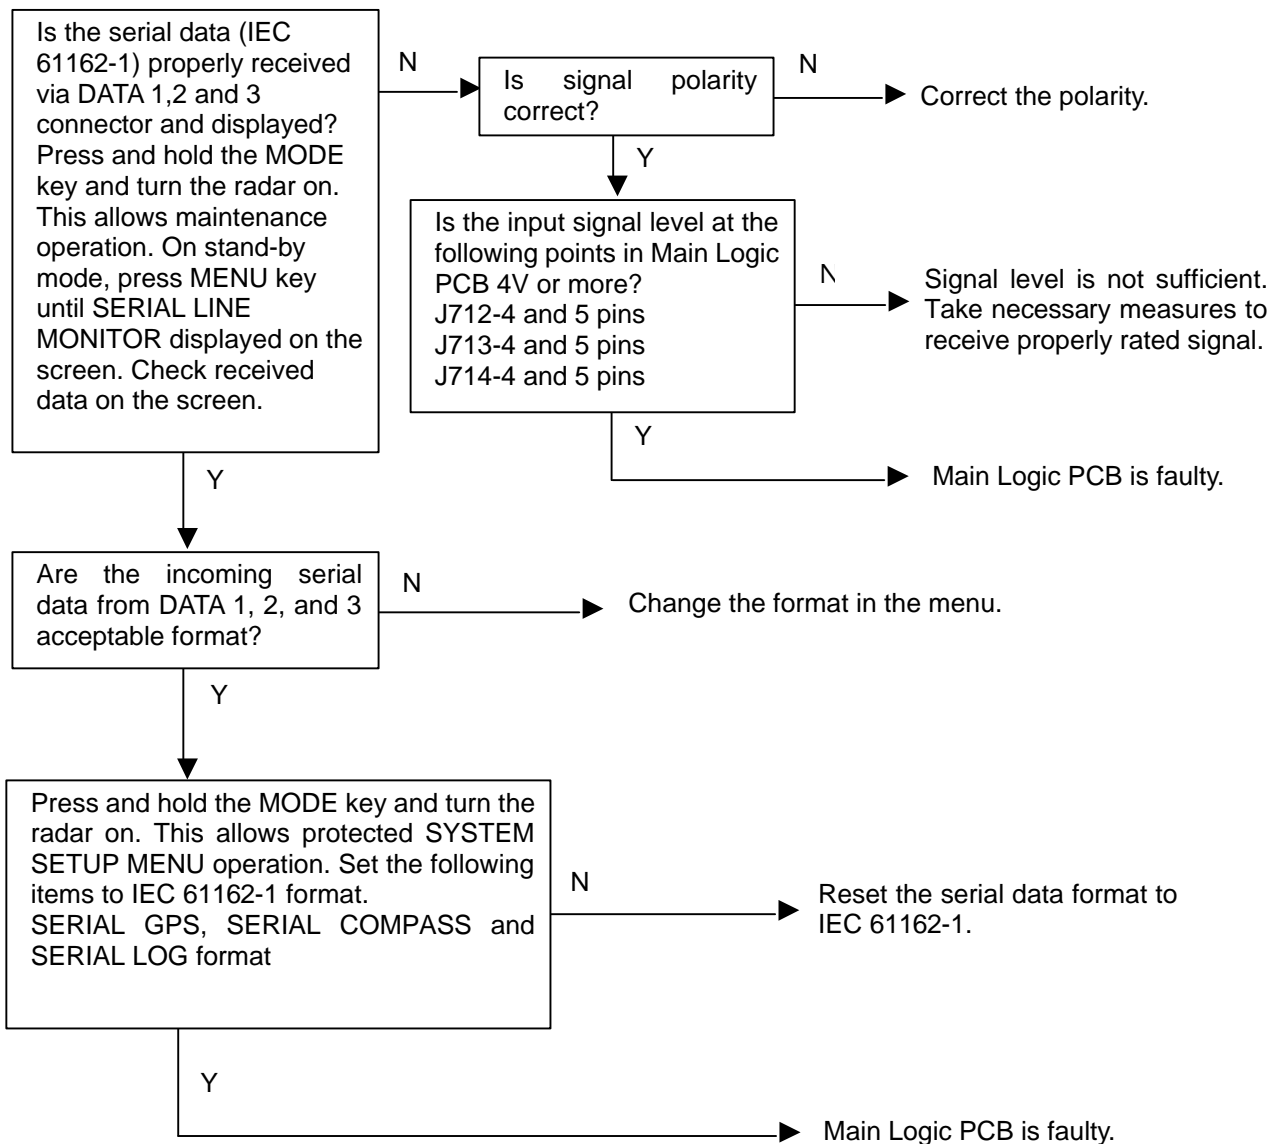 Is the serial data (IEC
61162-1) properly received
via DATA 1,2 and 3
connector and displayed?
Press and hold the MODE
key and turn the radar on.
This allows maintenance
operation. On stand-by
mode, press MENU key
until SERIAL LINE
MONITOR displayed on the
screen. Check received
data on the screen.
N
Is signal polarity
correct?
N
Correct the polarity.
Y
Is the input signal level at the
following points in Main Logic
PCB 4V or more?
J712-4 and 5 pins
J713-4 and 5 pins
J714-4 and 5 pins
N
Signal level is not sufficient.
Take necessary measures to
receive properly rated signal.
Y
Main Logic PCB is faulty.
Y
Are the incoming serial
data from DATA 1, 2, and 3
acceptable format?
N
Change the format in the menu.
Y
Press and hold the MODE key and turn the
radar on. This allows protected SYSTEM
SETUP MENU operation. Set the following
items to IEC 61162-1 format.
SERIAL GPS, SERIAL COMPASS and
SERIAL LOG format
N
Reset the serial data format to
IEC 61162-1.
Y
Main Logic PCB is faulty.